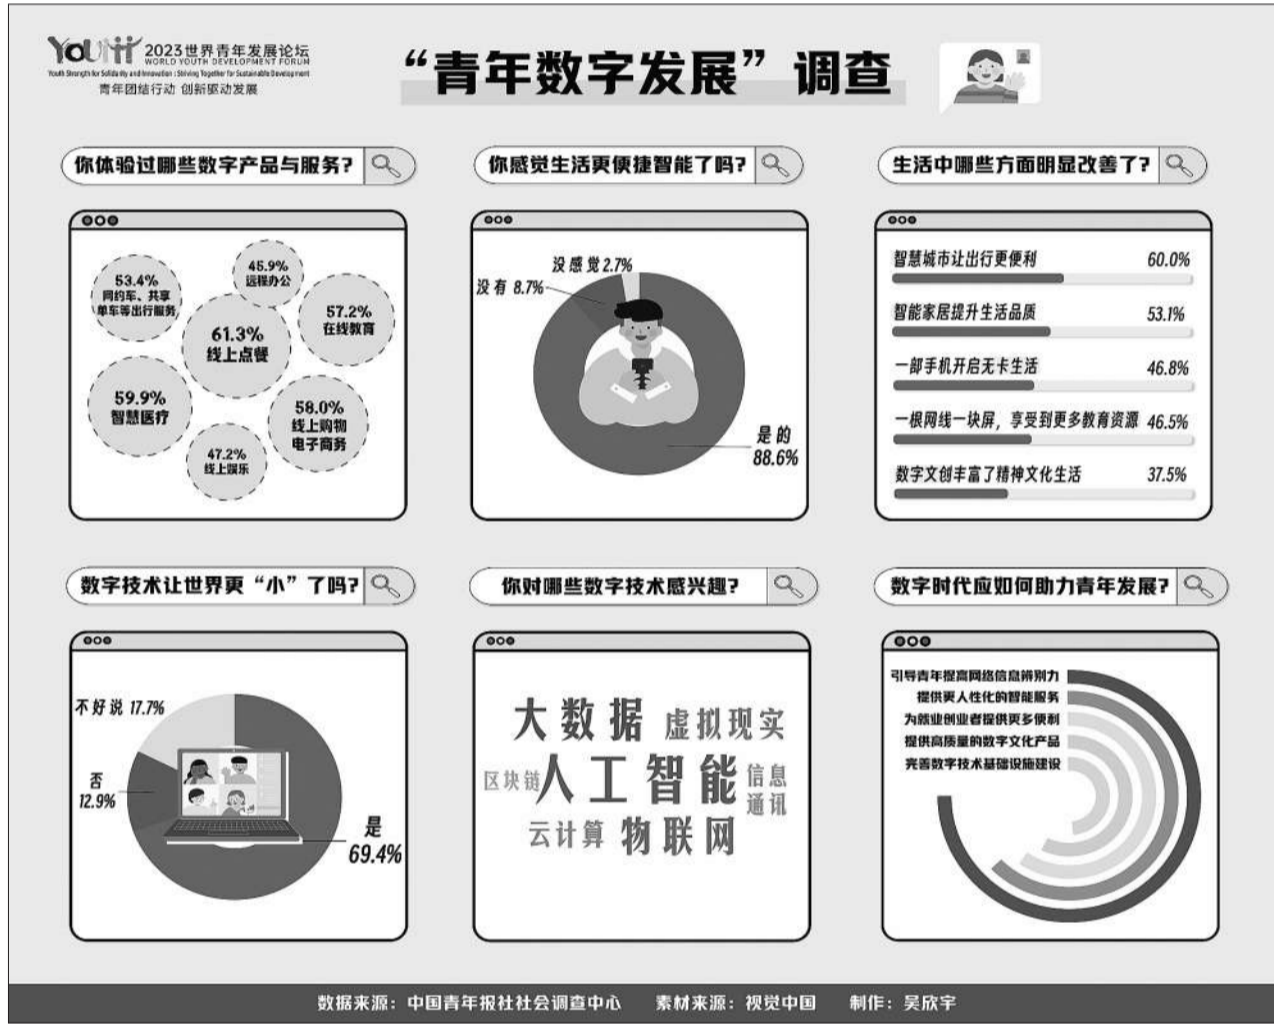 YOUTH
2023世界青年发展论坛
WORLD YOUTH DEVELOPMENT FORUM
Youth Strength for Solidarity and Innovation : Striving Together for Sustainable Development
青年团结行动 创新驱动发展
“青年数字发展”调查
你体验过哪些数字产品与服务?
53.4%
网约车、共享
单车等出行服务
45.9%
远程办公
57.2%
在线教育
61.3%
线上点餐
59.9%
智慧医疗
58.0%
线上购物
电子商务
47.2%
线上娱乐
你感觉生活更便捷智能了吗?
没感觉 2.7%
没有 8.7%
是的
88.6%
生活中哪些方面明显改善了?
智慧城市让出行更便利 60.0%
智能家居提升生活品质 53.1%
一部手机开启无卡生活 46.8%
一根网线一块屏，享受到更多教育资源 46.5%
数字文创丰富了精神文化生活 37.5%
数字技术让世界更“小”了吗?
不好说 17.7%
否
12.9%
是
69.4%
你对哪些数字技术感兴趣?
大数据 虚拟现实
区块链 人工智能 信息
通讯
云计算 物联网
数字时代应如何助力青年发展?
引导青年提高网络信息辨别力
提供更人性化的智能服务
为就业创业者提供更多便利
提供高质量的数字文化产品
完善数字技术基础设施建设
数据来源：中国青年报社社会调查中心 素材来源：视觉中国 制作：吴欣宇